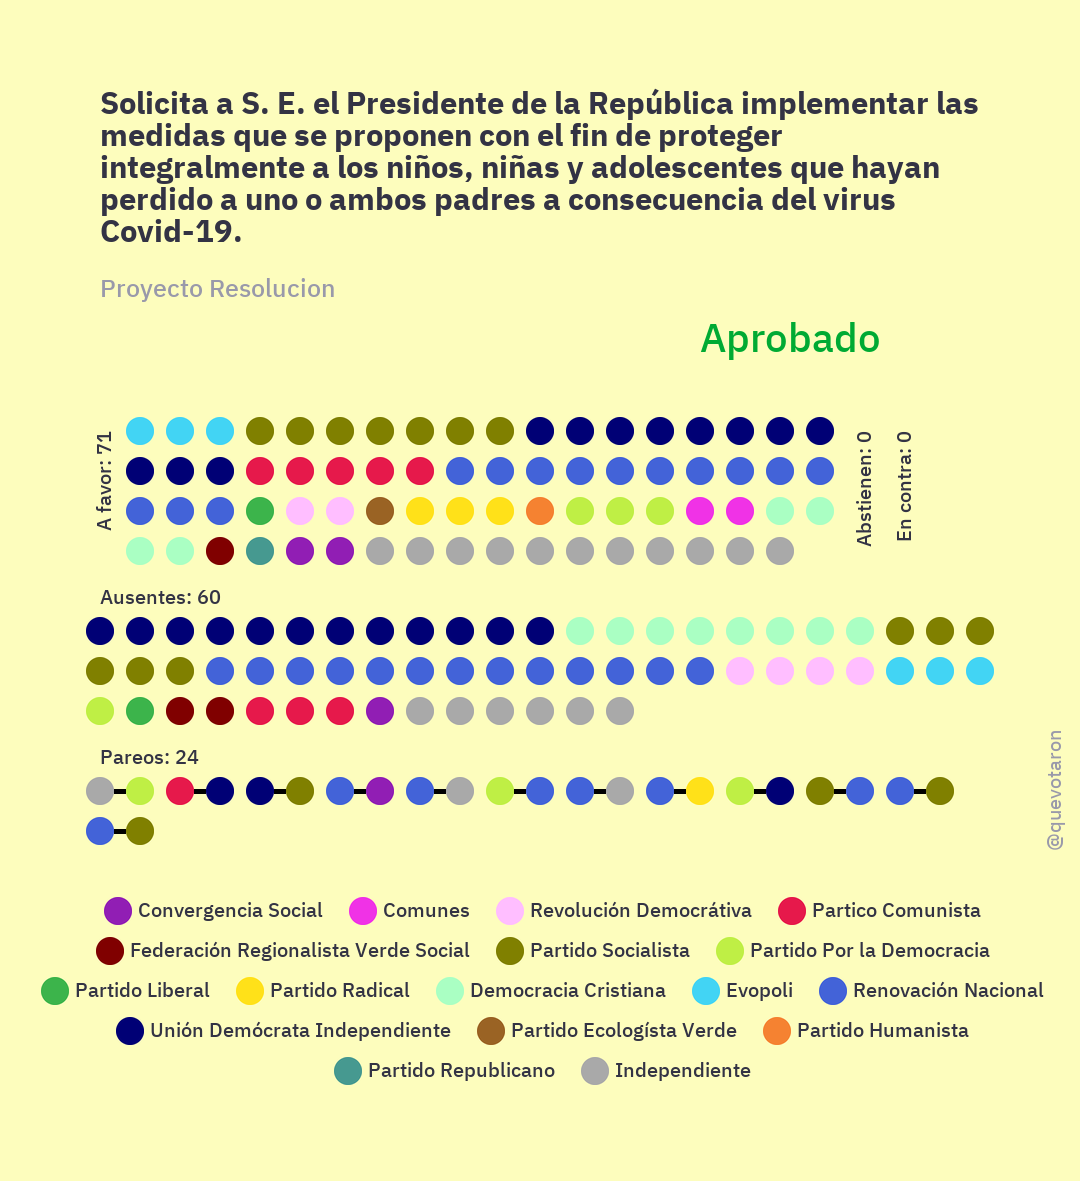 Solicita a S. E. el Presidente de la República implementar las
medidas que se proponen con el fin de proteger
integralmente a los niños, niñas y adolescentes que hayan
perdido a uno o ambos padres a consecuencia del virus
Covid-19.
Proyecto Resolucion
Aprobado
A favor: 71
Abstienen: 0
En contra: 0
Ausentes: 60
Pareos: 24
@quevotaron
Convergencia Social
Comunes
Revolución Democrátiva
Partico Comunista
Federación Regionalista Verde Social
Partido Socialista
Partido Por la Democracia
Partido Liberal
Partido Radical
Democracia Cristiana
Evopoli
Renovación Nacional
Unión Demócrata Independiente
Partido Ecologísta Verde
Partido Humanista
Partido Republicano
Independiente